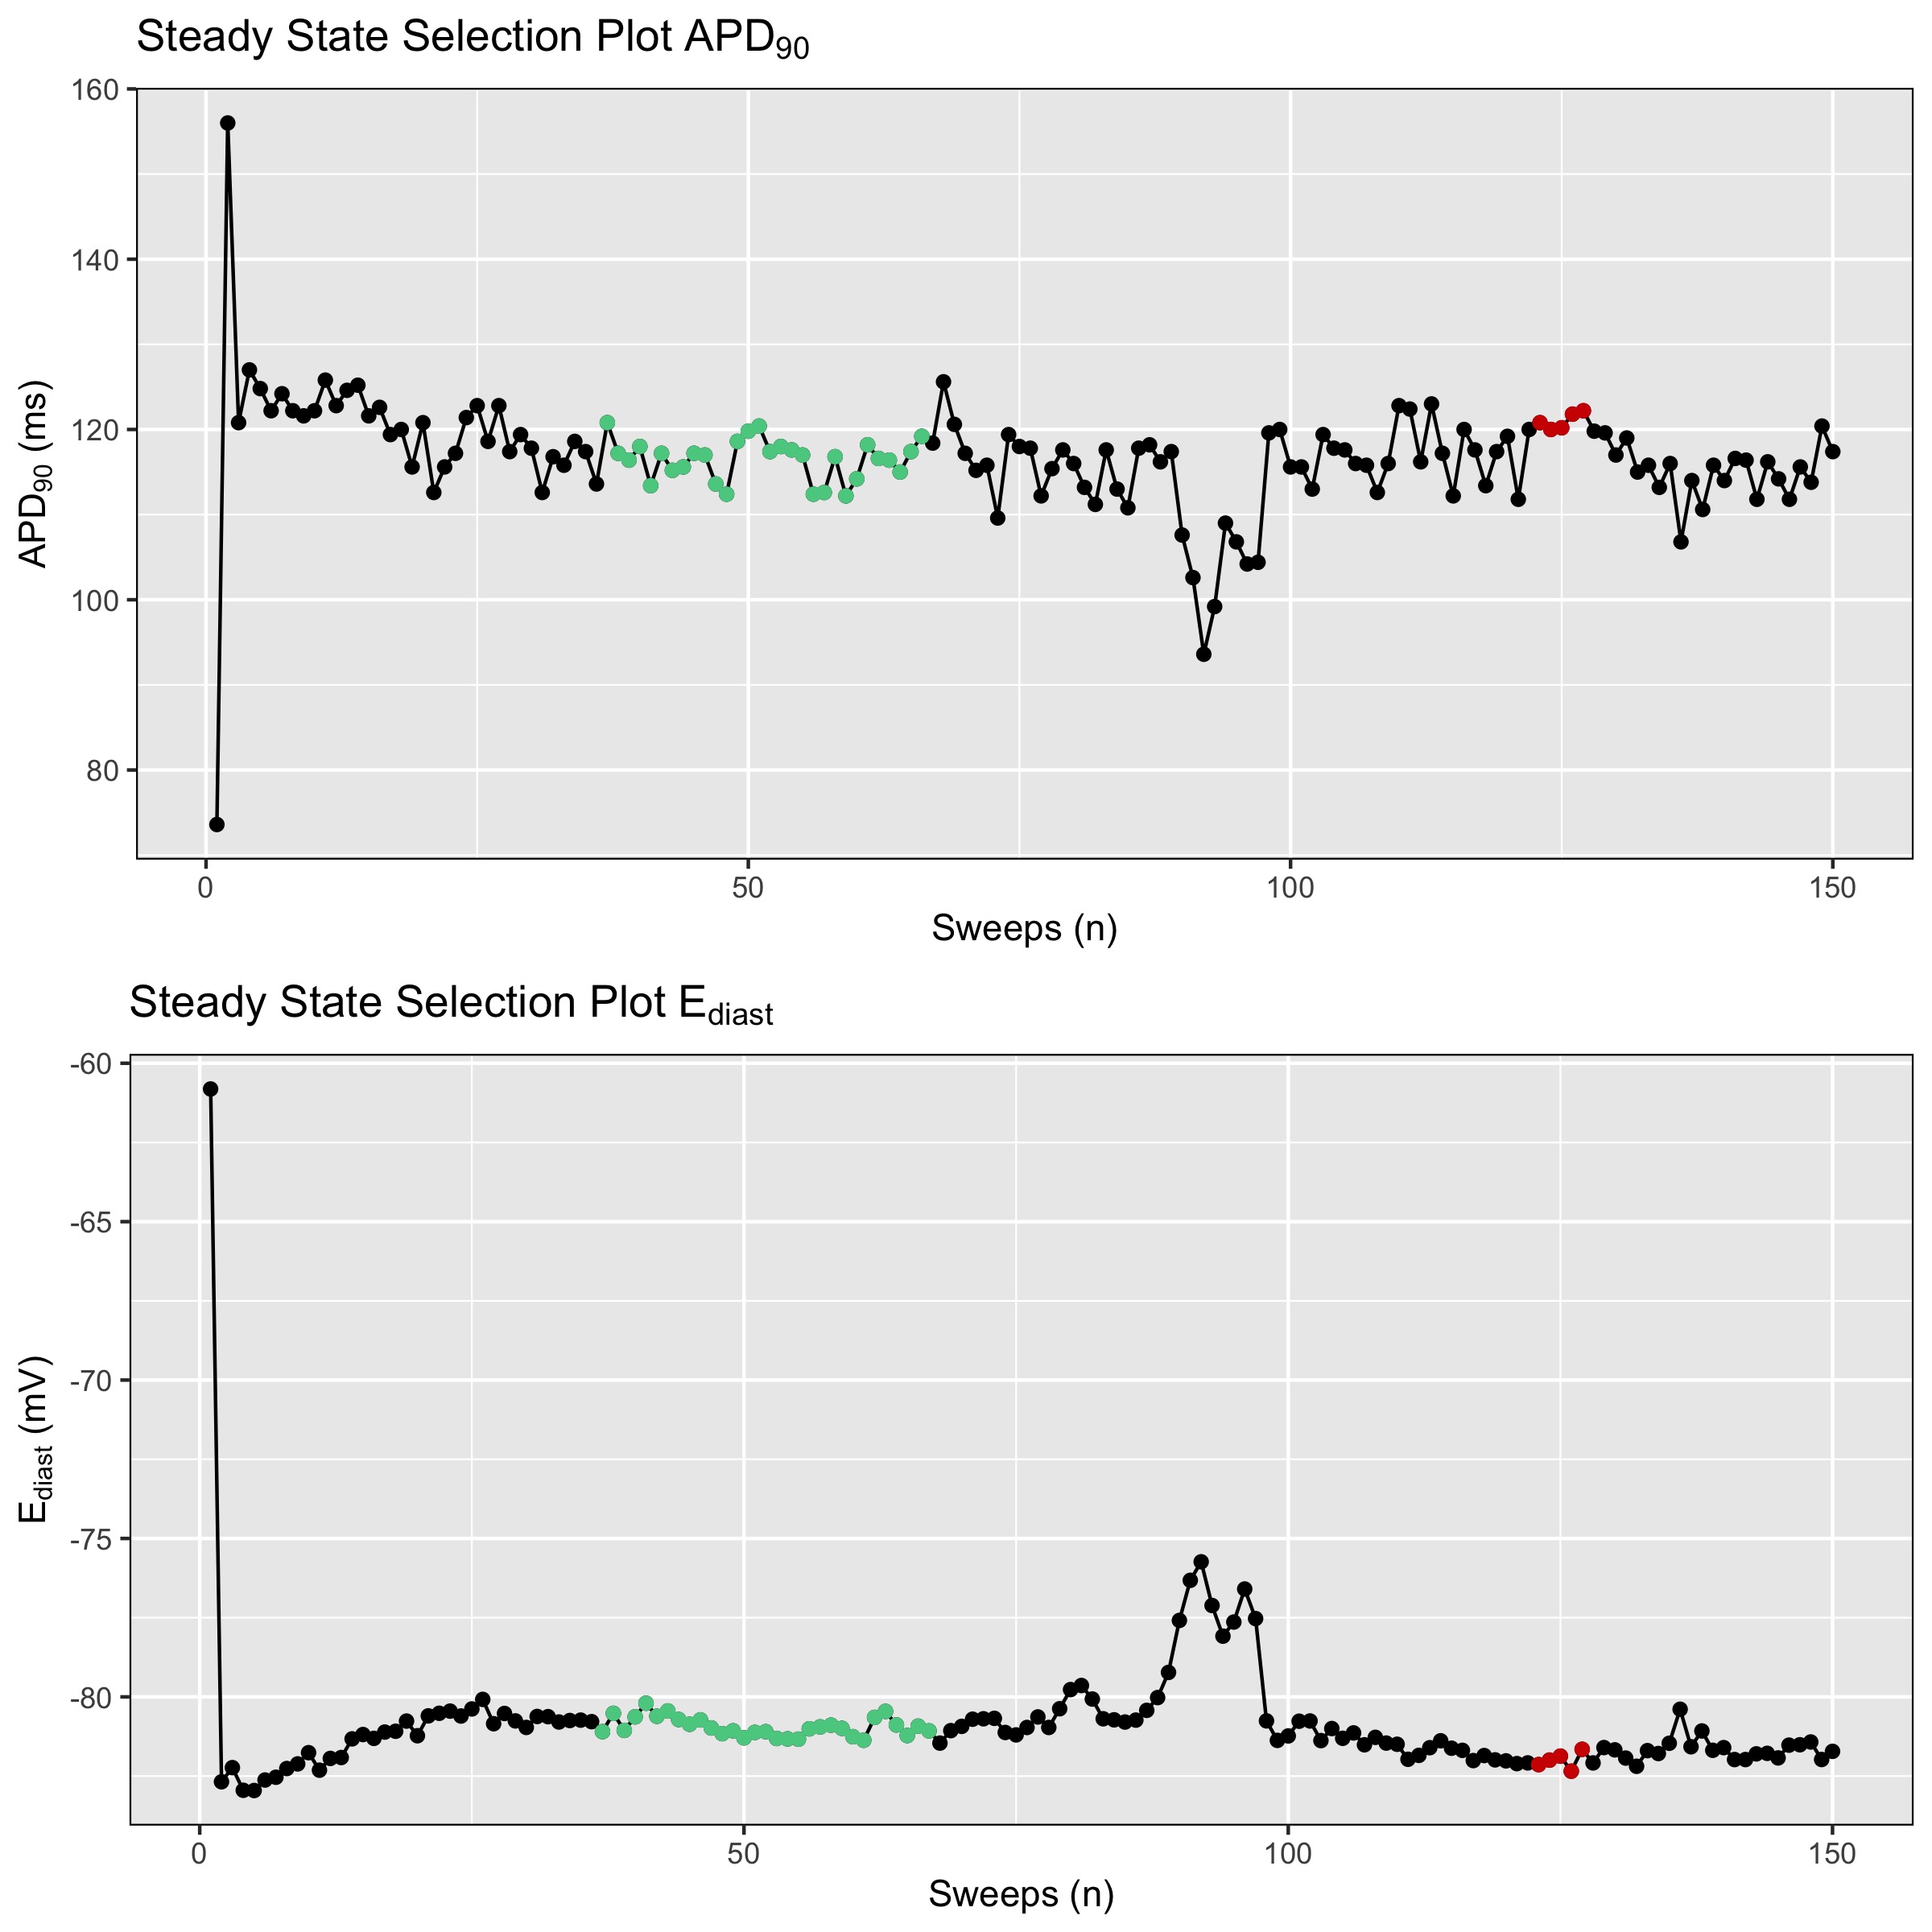 Steady State Selection Plot APD90
160
140
120
100
80
APD90 (ms)
0 50 100 150
Sweeps (n)
Steady State Selection Plot Ediast
-60
-65
-70
-75
-80
Ediast (mV)
0 50 100 150
Sweeps (n)